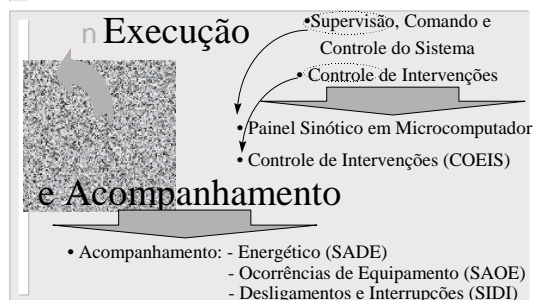 n Execução
•Supervisão, Comando e
Controle do Sistema
• Controle de Intervenções
• Painel Sinótico em Microcomputador
• Controle de Intervenções (COEIS)
e Acompanhamento
• Acompanhamento: - Energético (SADE)
- Ocorrências de Equipamento (SAOE)
- Desligamentos e Interrupções (SIDI)